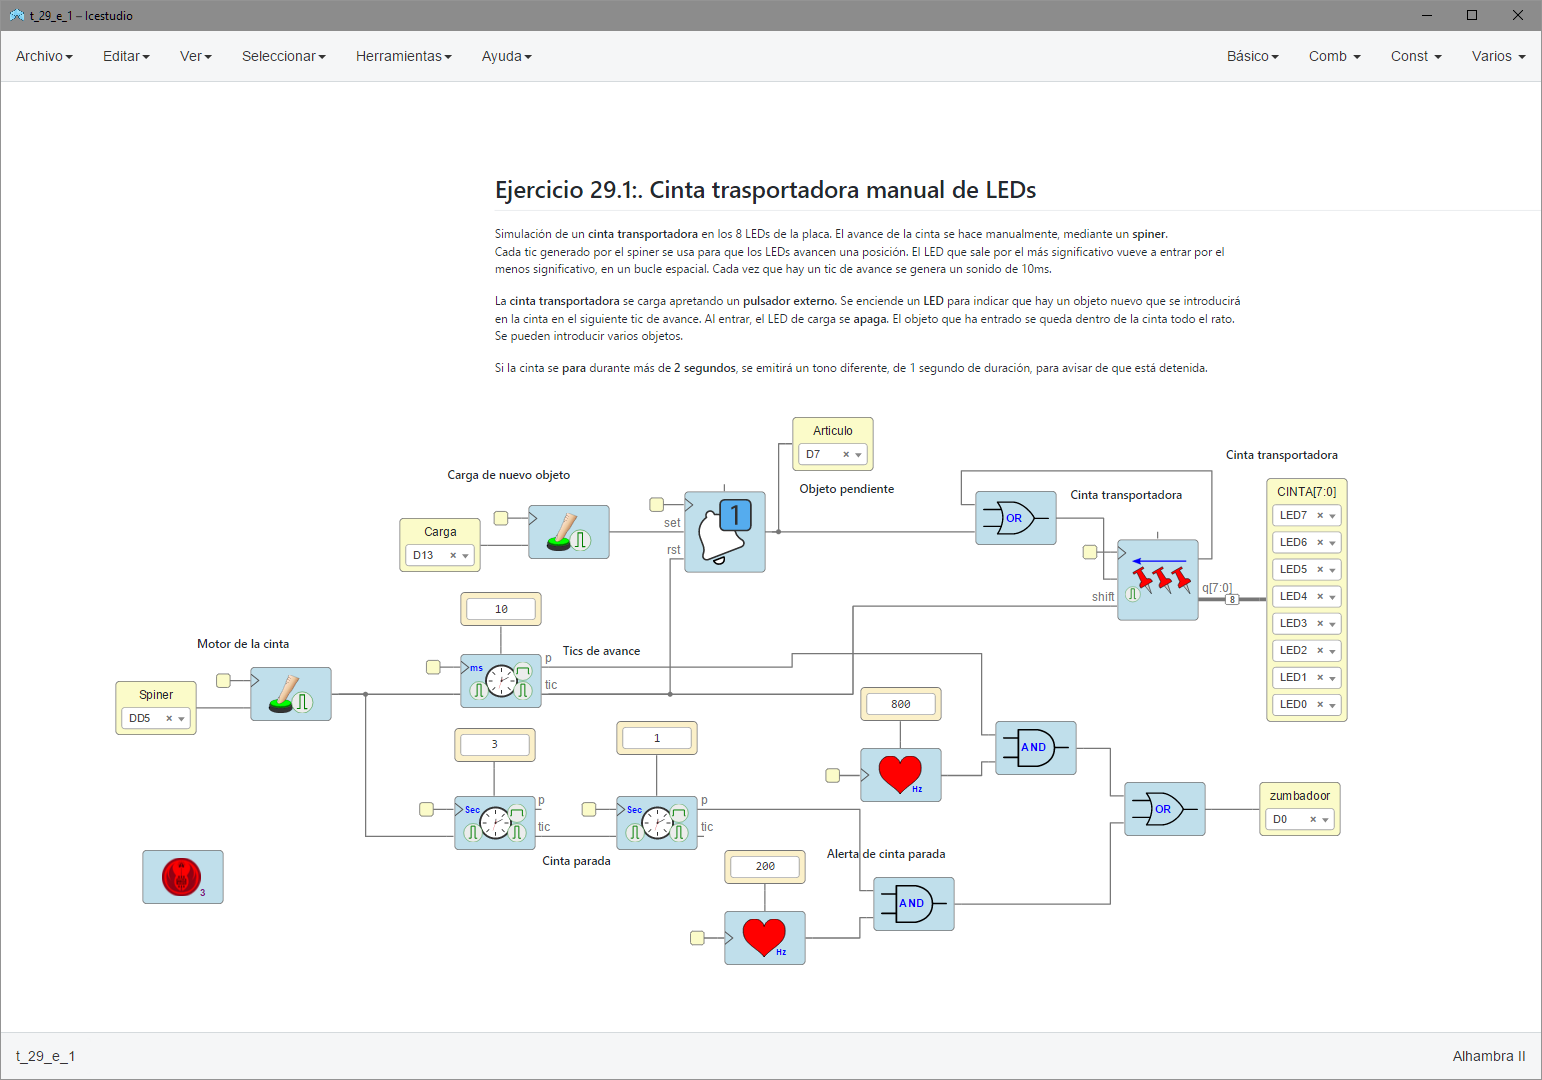 t_29_e_1 – Icestudio
Archivo Editar Ver Seleccionar Herramientas Ayuda Básico Comb Const Varios
Ejercicio 29.1:. Cinta trasportadora manual de LEDs
Simulación de un cinta transportadora en los 8 LEDs de la placa. El avance de la cinta se hace manualmente, mediante un spiner.
Cada tic generado por el spiner se usa para que los LEDs avancen una posición. El LED que sale por el más significativo vueve a entrar por el
menos significativo, en un bucle espacial. Cada vez que hay un tic de avance se genera un sonido de 10ms.
La cinta transportadora se carga apretando un pulsador externo. Se enciende un LED para indicar que hay un objeto nuevo que se introducirá
en la cinta en el siguiente tic de avance. Al entrar, el LED de carga se apaga. El objeto que ha entrado se queda dentro de la cinta todo el rato.
Se pueden introducir varios objetos.
Si la cinta se para durante más de 2 segundos, se emitirá un tono diferente, de 1 segundo de duración, para avisar de que está detenida.
Articulo
D7
Carga de nuevo objeto
Objeto pendiente
Cinta transportadora
Cinta transportadora
CINTA[7:0]
LED7
LED6
LED5
LED4
LED3
LED2
LED1
LED0
Carga
D13
set
rst
1
OR
shift
q[7:0]
8
10
Motor de la cinta
Tics de avance
ms
p
tic
Spiner
DD5
800
Hz
AND
3
1
Sec
p
tic
Sec
p
tic
OR
zumbadoor
D0
Cinta parada
Alerta de cinta parada
200
Hz
AND
3
t_29_e_1
Alhambra II